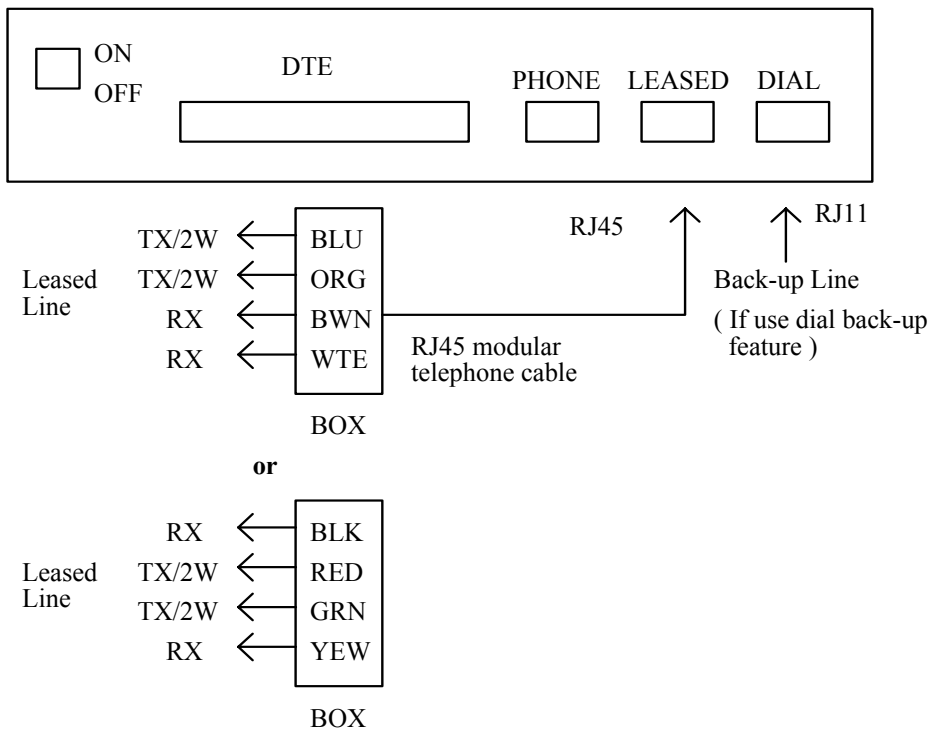 ON
OFF
DTE
PHONE
LEASED
DIAL
RJ45
RJ11
Leased
Line
TX/2W
BLU
TX/2W
ORG
RX
BWN
RX
WTE
BOX
RJ45 modular
telephone cable
Back-up Line
( If use dial back-up
feature )
or
Leased
Line
RX
BLK
TX/2W
RED
TX/2W
GRN
RX
YEW
BOX